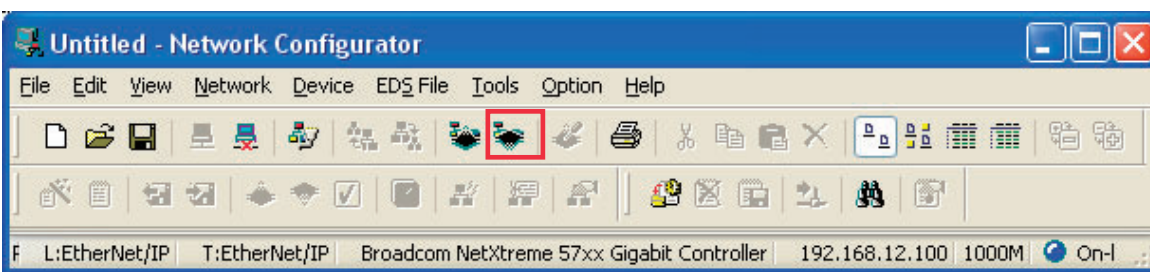 Untitled - Network Configurator
File Edit View Network Device EDS File Tools Option Help
L:EtherNet/IP T:EtherNet/IP Broadcom NetXtreme 57xx Gigabit Controller 192.168.12.100 1000M On-l